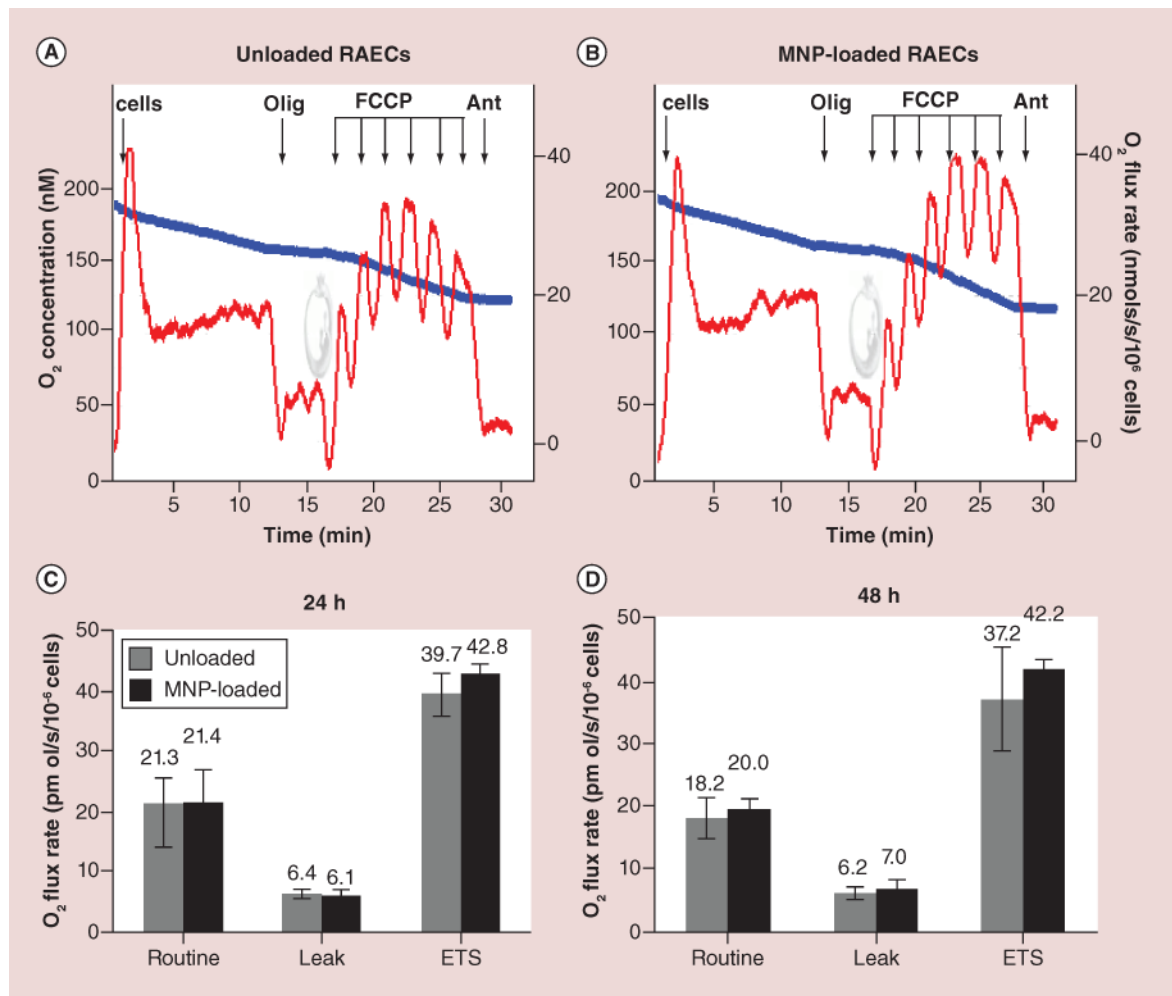 A
Unloaded RAECs
cells
Olig
FCCP
Ant
O₂ concentration (nM)
200
150
100
50
0
40
20
0
5 10 15 20 25 30
Time (min)
B
MNP-loaded RAECs
cells
Olig
FCCP
Ant
200
150
100
50
0
40
20
0
O₂ flux rate (nmols/s/10⁶ cells)
5 10 15 20 25 30
Time (min)
C
24 h
O₂ flux rate (pm ol/s/10⁻⁶ cells)
50
40
30
20
10
0
Unloaded
MNP-loaded
21.3
21.4
6.4
6.1
39.7
42.8
Routine Leak ETS
D
48 h
O₂ flux rate (pm ol/s/10⁻⁶ cells)
50
40
30
20
10
0
18.2
20.0
6.2
7.0
37.2
42.2
Routine Leak ETS